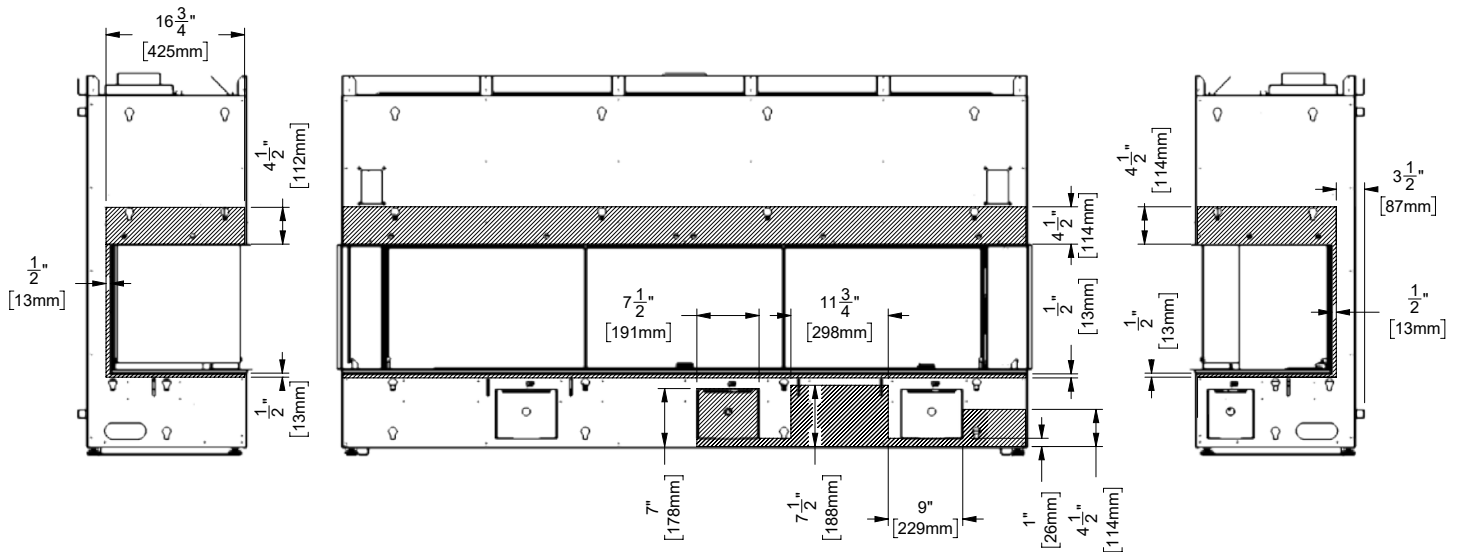 16 3/4"
[425mm]
4 1/2"
[112mm]
1/2"
[13mm]
1/2"
[13mm]
4 1/2"
[114mm]
1/2"
[13mm]
7 1/2"
[191mm]
11 3/4"
[298mm]
7"
[178mm]
7 1/2"
[188mm]
9"
[229mm]
1"
[26mm]
4 1/2"
[114mm]
4 1/2"
[114mm]
3 1/2"
[87mm]
1/2"
[13mm]
1/2"
[13mm]